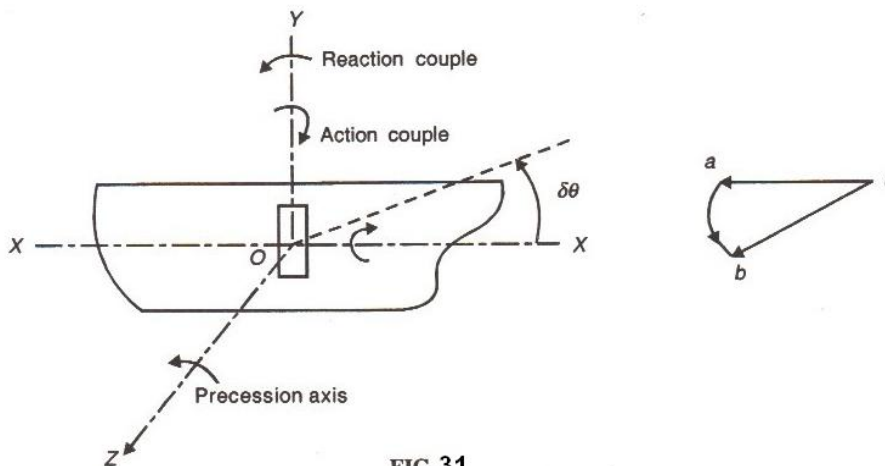 Y
Reaction couple
Action couple
δθ
X
O
X
Precession axis
Z
a
b
FIG 31